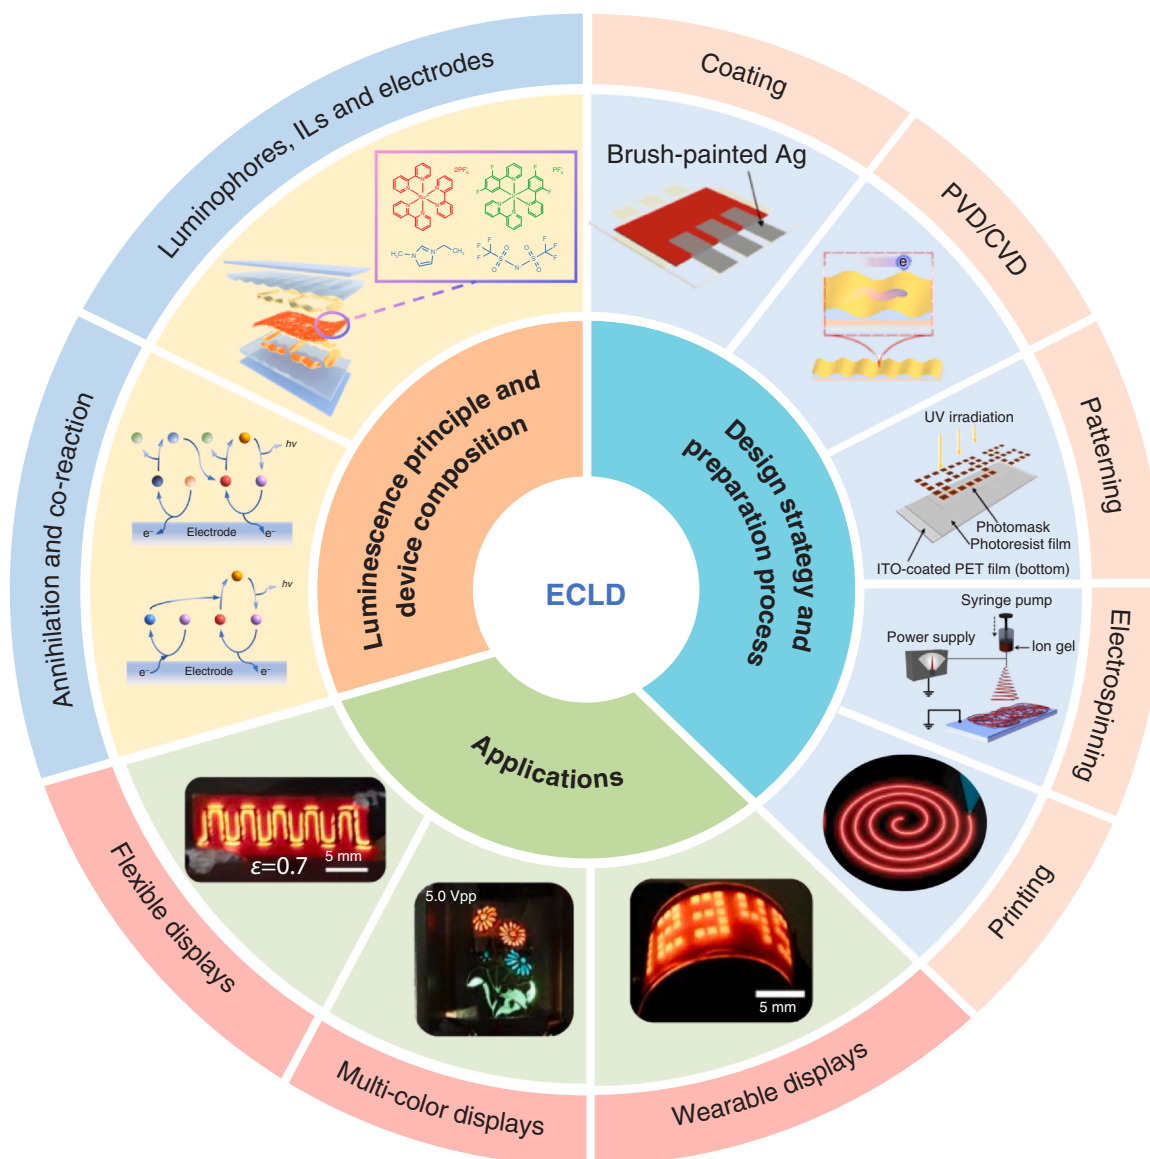 Luminophores, ILs and electrodes
Coating
PVD/CVD
Patterning
Electrospinning
Printing
Wearable displays
Multi-color displays
Flexible displays
Annihilation and co-reaction
Luminescence principle and
device composition
Design strategy and
preparation process
Applications
ECLD
Brush-painted Ag
e
UV irradiation
Photomask
Photoresist film
ITO-coated PET film (bottom)
Syringe pump
Power supply
Ion gel
5 mm
5.0 Vpp
ε=0.7
5 mm
hv
e⁻
Electrode
e⁻
hv
e⁻
Electrode
e⁻
H₃C
N
N
CH₃
F
F
F
S
O
O
N
S
O
O
F
F
F